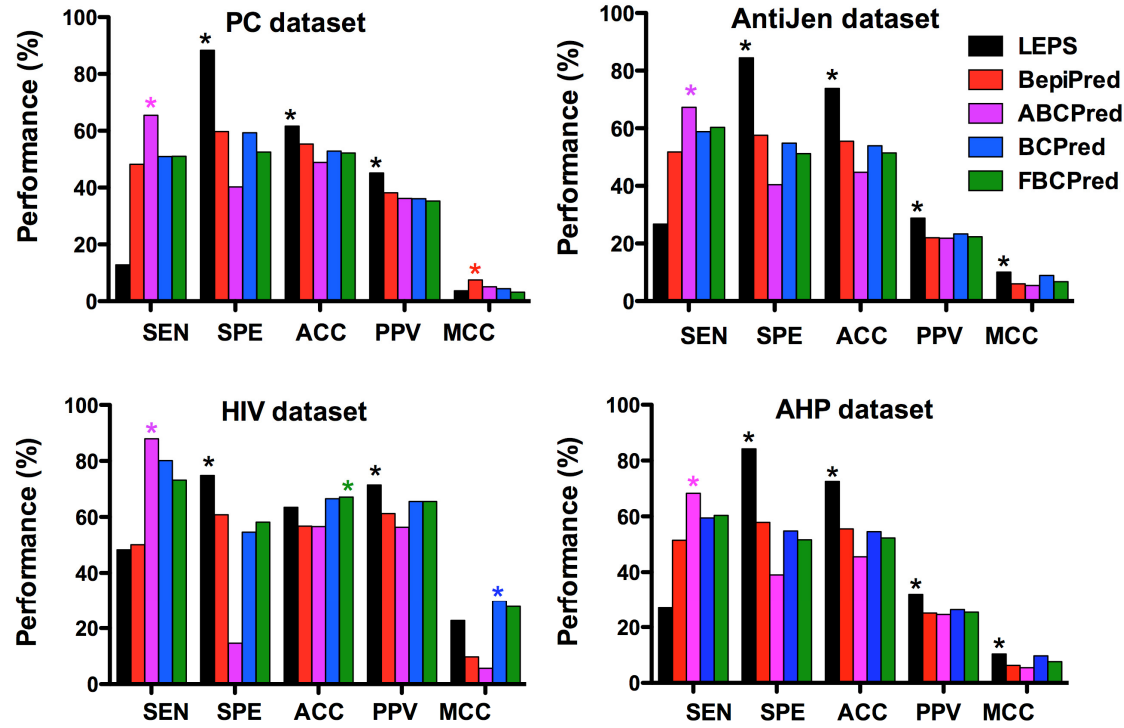 PC dataset
Performance (%)
100
80
60
40
20
0
*
*
*
*
*
SEN SPE ACC PPV MCC
AntiJen dataset
Performance (%)
100
80
60
40
20
0
*
*
*
*
*
SEN SPE ACC PPV MCC
LEPS
BepiPred
ABCPred
BCPred
FBCPred
HIV dataset
Performance (%)
100
80
60
40
20
0
*
*
*
*
*
SEN SPE ACC PPV MCC
AHP dataset
Performance (%)
100
80
60
40
20
0
*
*
*
*
*
SEN SPE ACC PPV MCC